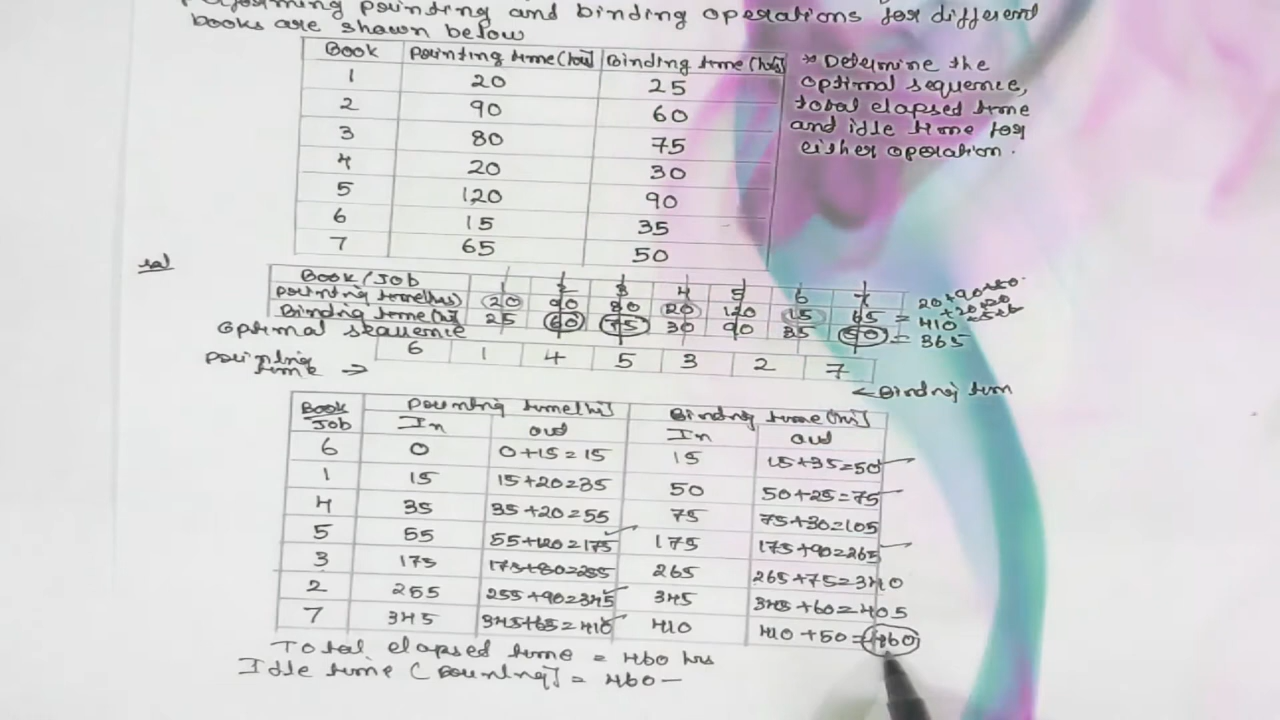 performing printing and binding operations for different
books are shown below
Book Printing time(hrs) Binding time(hrs)
1 20 25
2 90 60
3 80 75
4 20 30
5 120 90
6 15 35
7 65 50
* Determine the
optimal sequence,
total elapsed time
and idle time for
either operation.
sol
Book/Job 1 2 3 4 5 6 7
Printing time(hrs) 20 90 80 20 120 15 65 = 410
Binding time(hrs) 25 60 75 30 90 35 50 = 365
Optimal sequence
6 1 4 5 3 2 7
Printing time →
← Binding time
Book/Job Printing time(hrs) Binding time(hrs)
In out In out
6 0 0+15=15 15 15+35=50
1 15 15+20=35 50 50+25=75
4 35 35+20=55 75 75+30=105
5 55 55+120=175 175 175+90=265
3 175 175+80=255 265 265+75=340
2 255 255+90=345 345 345+60=405
7 345 345+65=410 410 410+50=460
Total elapsed time = 460 hrs
Idle time (Printing) = 460-